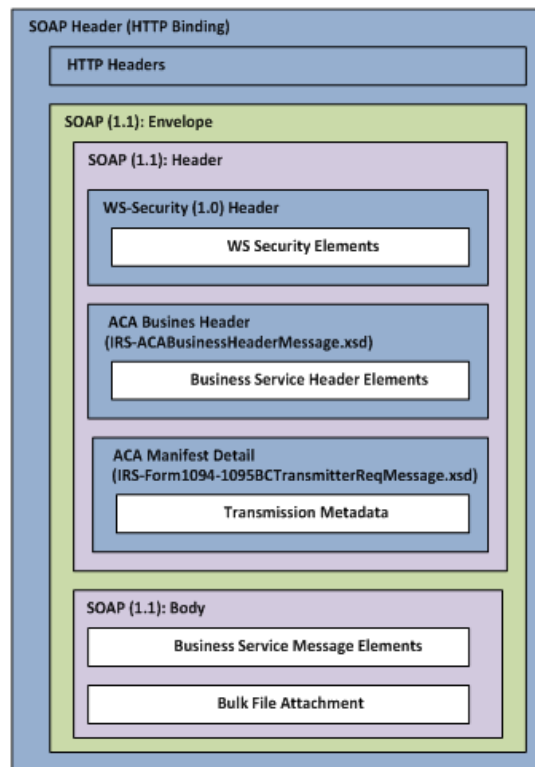 SOAP Header (HTTP Binding)
HTTP Headers
SOAP (1.1): Envelope
SOAP (1.1): Header
WS-Security (1.0) Header
WS Security Elements
ACA Busines Header
(IRS-ACABusinessHeaderMessage.xsd)
Business Service Header Elements
ACA Manifest Detail
(IRS-Form1094-1095BCTransmitterReqMessage.xsd)
Transmission Metadata
SOAP (1.1): Body
Business Service Message Elements
Bulk File Attachment